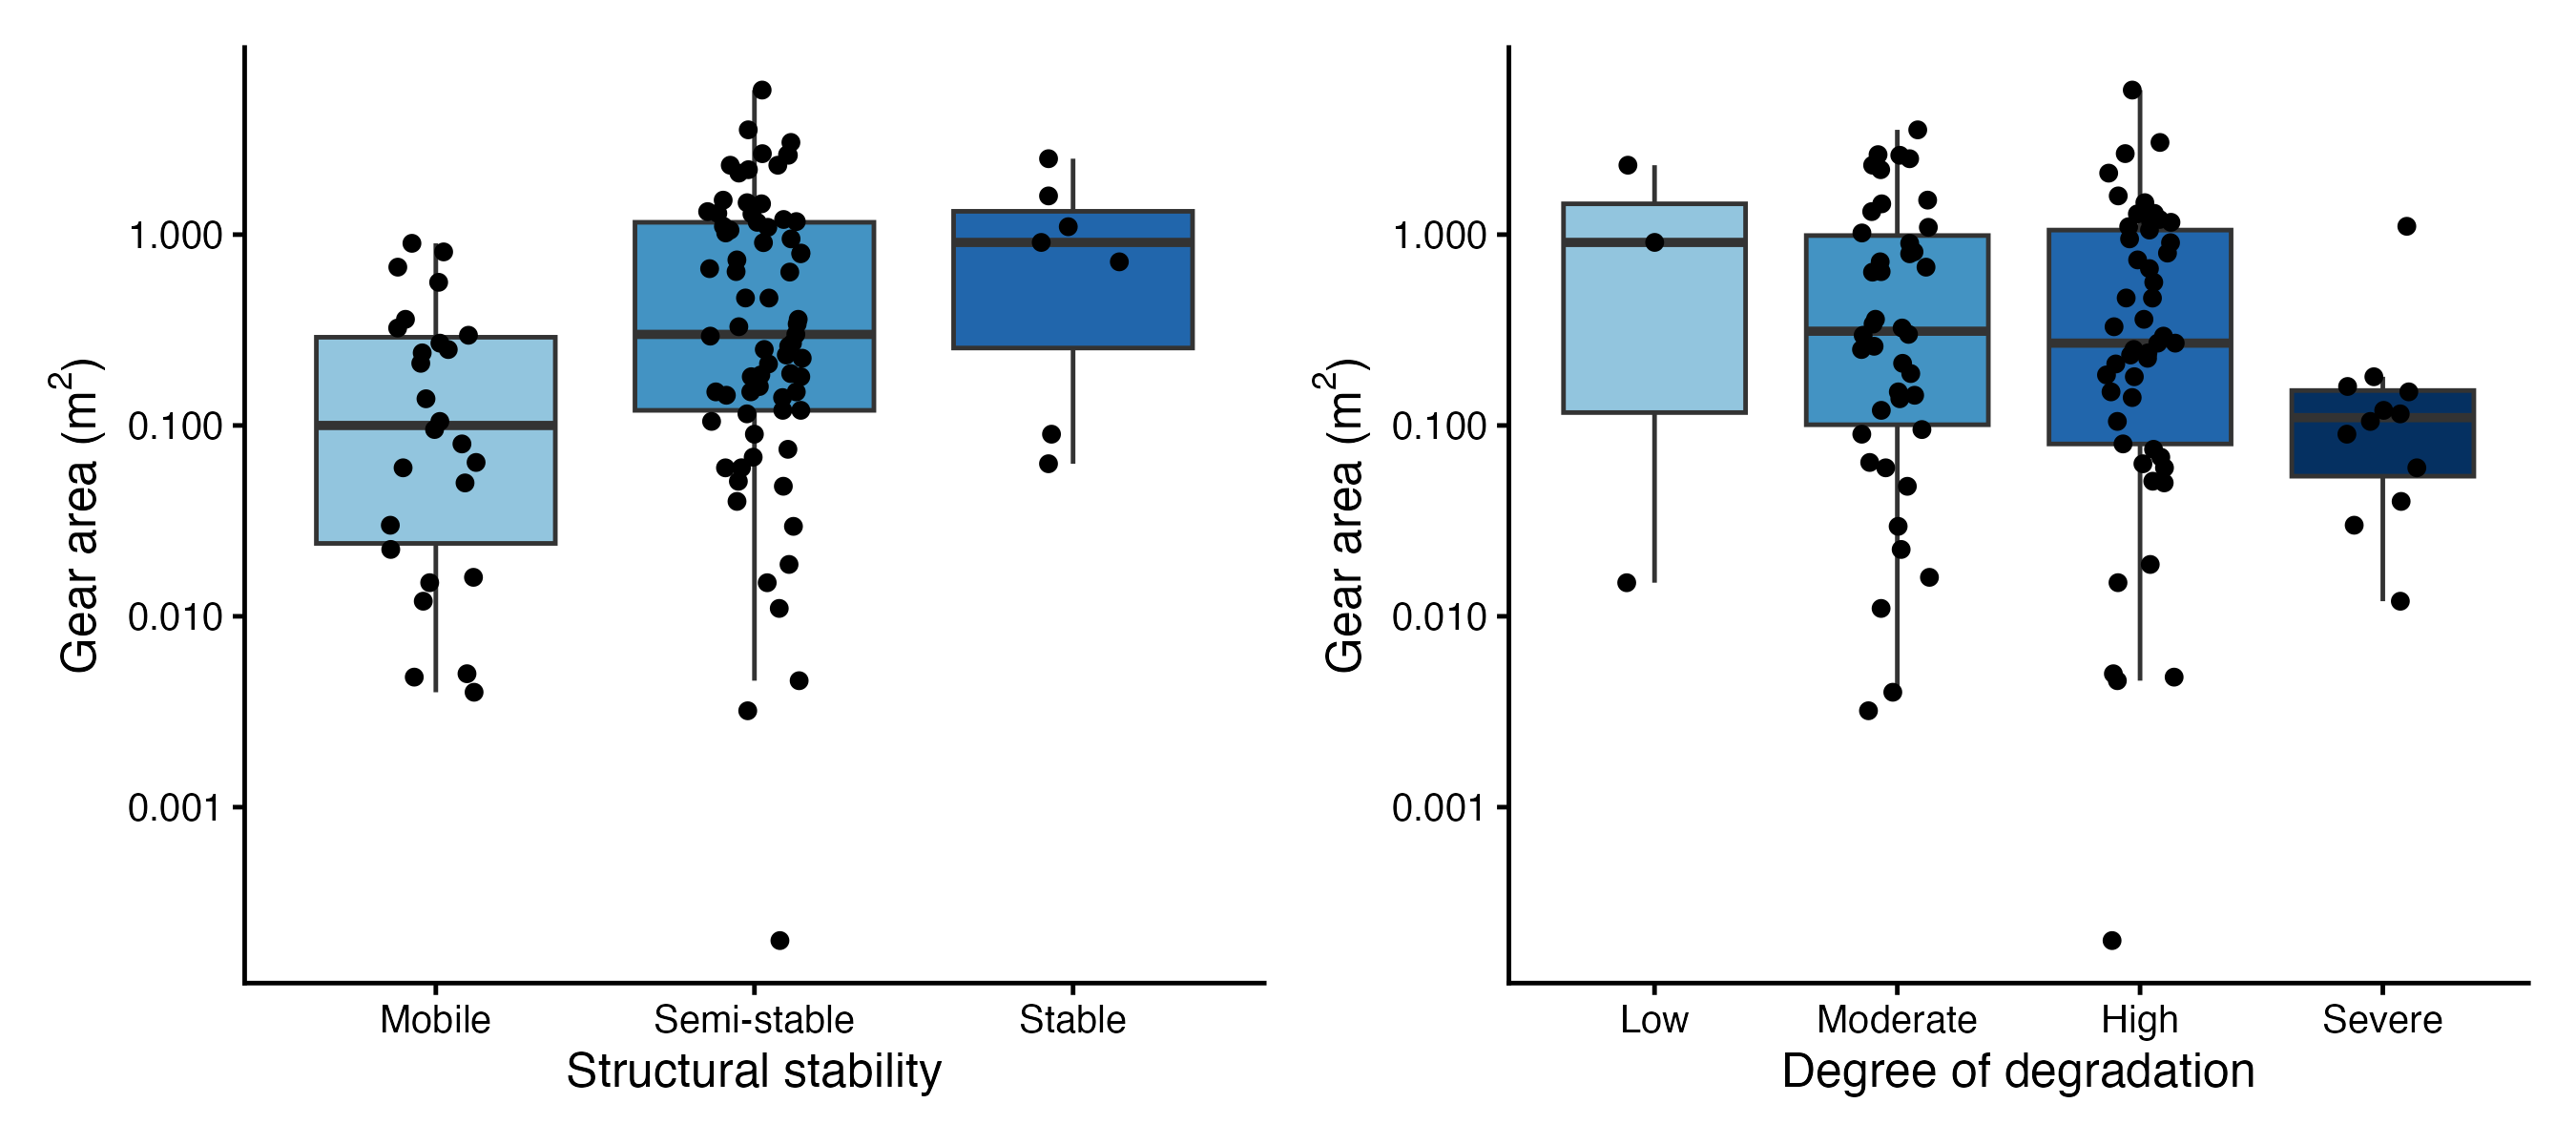 Gear area (m²)
1.000
0.100
0.010
0.001
Mobile Semi-stable Stable
Structural stability
Gear area (m²)
1.000
0.100
0.010
0.001
Low Moderate High Severe
Degree of degradation